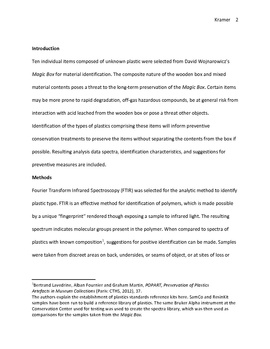 Kramer 2
Introduction
Ten individual items composed of unknown plastic were selected from David Wojnarowicz's
Magic Box for material identification. The composite nature of the wooden box and mixed
material contents poses a threat to the long-term preservation of the Magic Box. Certain items
may be more prone to rapid degradation, off-gas hazardous compounds, be at general risk from
interaction with acid leached from the wooden box or pose a threat other objects.
Identification of the types of plastics comprising these items will inform preventive
conservation treatments to preserve the items without separating the contents from the box if
possible. Resulting analysis data spectra, identification characteristics, and suggestions for
preventive measures are included.
Methods
Fourier Transform Infrared Spectroscopy (FTIR) was selected for the analytic method to identify
plastic type. FTIR is an effective method for identification of polymers, which is made possible
by a unique "fingerprint" rendered though exposing a sample to infrared light. The resulting
spectrum indicates molecular groups present in the polymer. When compared to spectra of
plastics with known composition1, suggestions for positive identification can be made. Samples
were taken from discreet areas on back, undersides, or seams of object, or at sites of loss or
1Bertrand Lavedrine, Alban Fournier and Graham Martin, POPART, Preservation of Plastics
Artefacts in Museum Collections (Paris: CTHS, 2012), 37.
The authors explain the establishment of plastics standards reference kits here. SamCo and ResinKit
samples have been run to build a reference library of plastics. The same Bruker Alpha instrument at the
Conservation Center used for testing was used to create the spectra library, which was then used as
comparisons for the samples taken from the Magic Box.